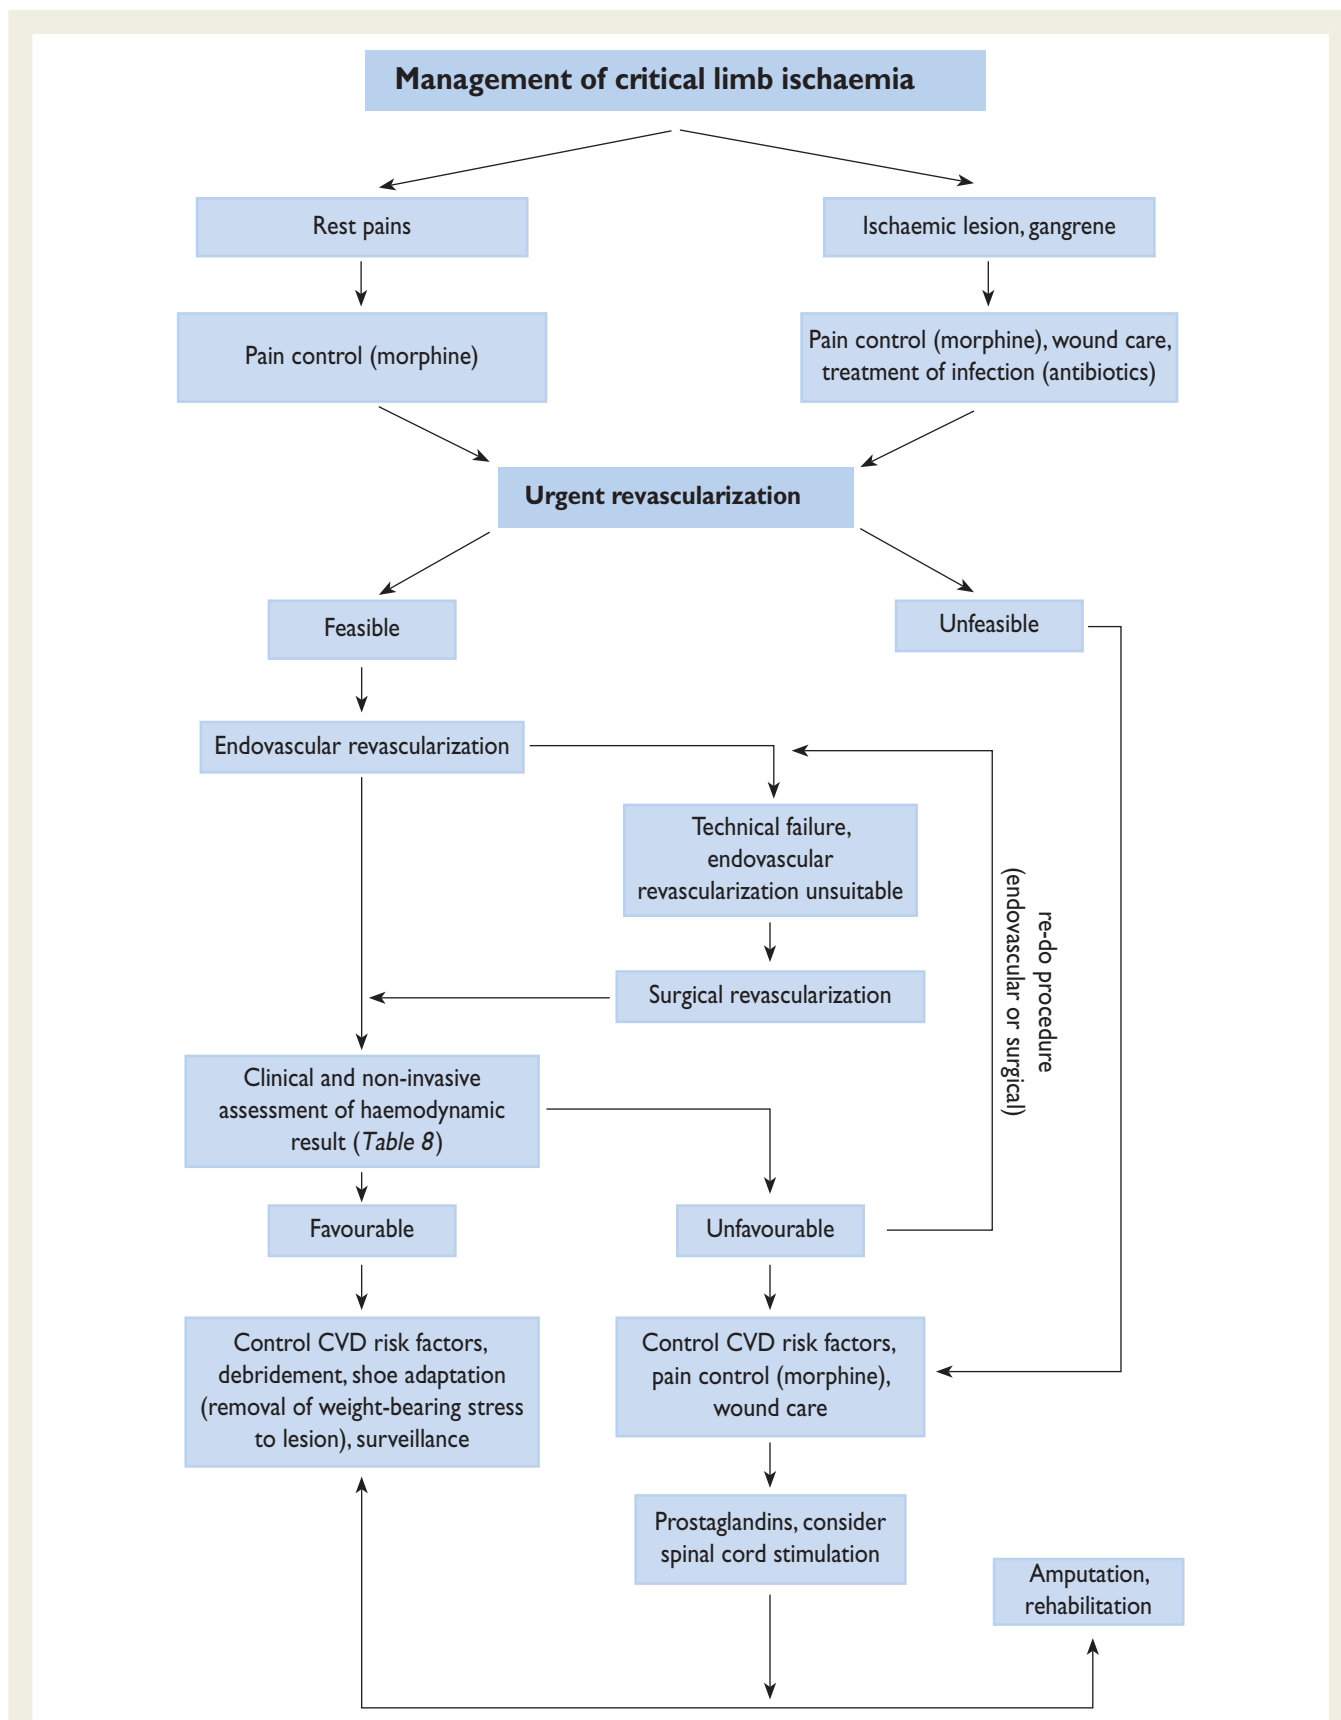 Management of critical limb ischaemia
Rest pains
Ischaemic lesion, gangrene
Pain control (morphine)
Pain control (morphine), wound care,
treatment of infection (antibiotics)
Urgent revascularization
Feasible
Unfeasible
Endovascular revascularization
Technical failure,
endovascular
revascularization unsuitable
Surgical revascularization
re-do procedure
(endovascular or surgical)
Clinical and non-invasive
assessment of haemodynamic
result (Table 8)
Favourable
Unfavourable
Control CVD risk factors,
debridement, shoe adaptation
(removal of weight-bearing stress
to lesion), surveillance
Control CVD risk factors,
pain control (morphine),
wound care
Prostaglandins, consider
spinal cord stimulation
Amputation,
rehabilitation